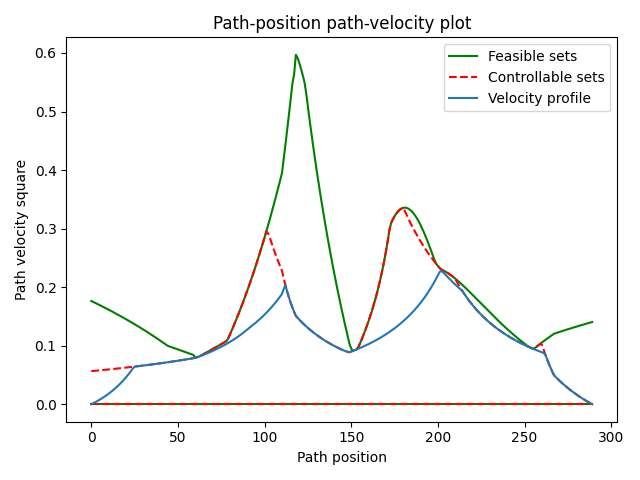 Path-position path-velocity plot
Feasible sets
Controllable sets
Velocity profile
Path velocity square
0.6
0.5
0.4
0.3
0.2
0.1
0.0
0 50 100 150 200 250 300
Path position